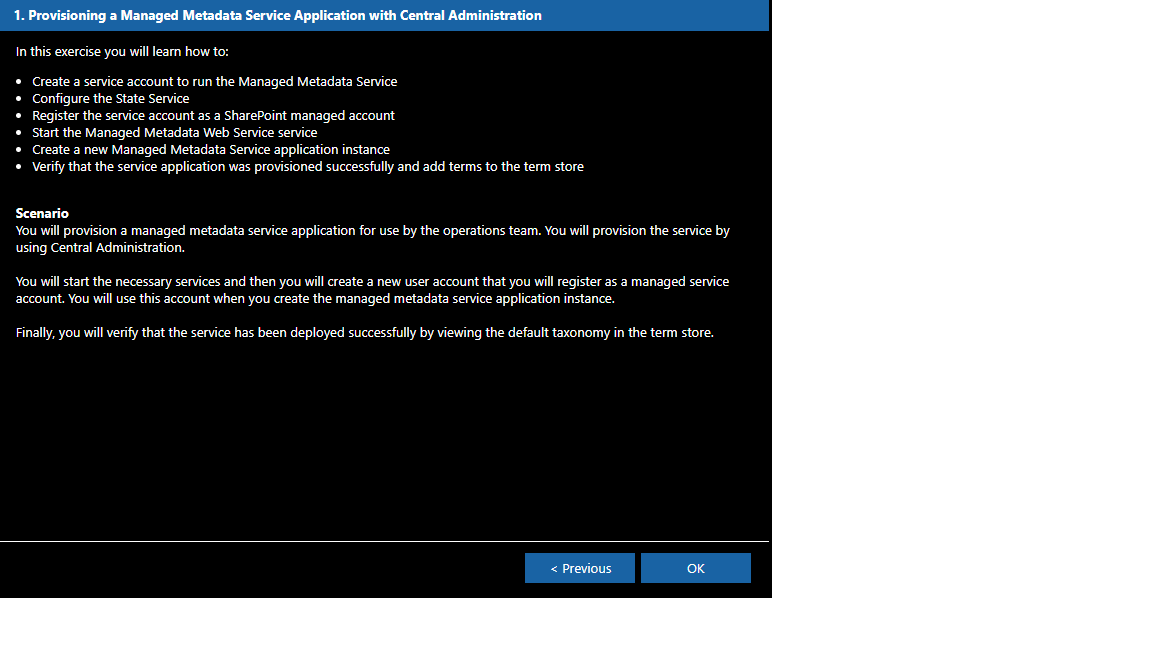 1. Provisioning a Managed Metadata Service Application with Central Administration
In this exercise you will learn how to:
• Create a service account to run the Managed Metadata Service
• Configure the State Service
• Register the service account as a SharePoint managed account
• Start the Managed Metadata Web Service service
• Create a new Managed Metadata Service application instance
• Verify that the service application was provisioned successfully and add terms to the term store
Scenario
You will provision a managed metadata service application for use by the operations team. You will provision the service by
using Central Administration.
You will start the necessary services and then you will create a new user account that you will register as a managed service
account. You will use this account when you create the managed metadata service application instance.
Finally, you will verify that the service has been deployed successfully by viewing the default taxonomy in the term store.
< Previous
OK